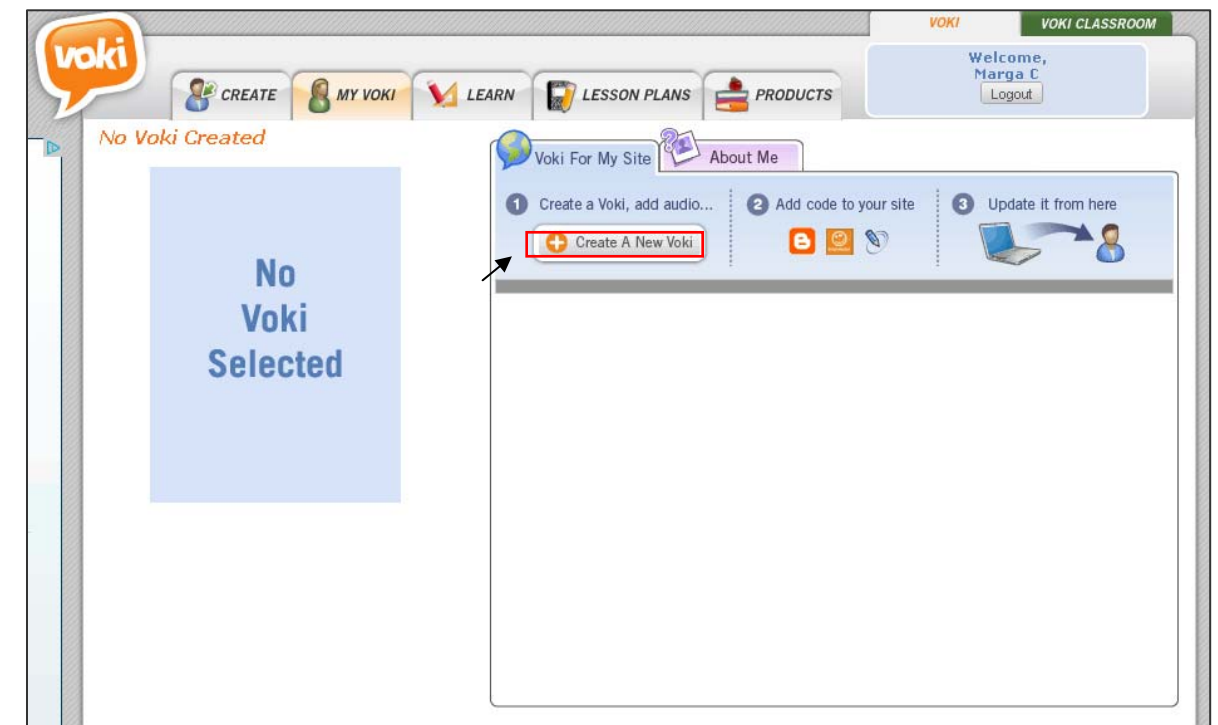 voki
VOKI
VOKI CLASSROOM
Welcome,
Marga C
Logout
CREATE
MY VOKI
LEARN
LESSON PLANS
PRODUCTS
No Voki Created
No
Voki
Selected
Voki For My Site
About Me
1 Create a Voki, add audio...
Create A New Voki
2 Add code to your site
3 Update it from here